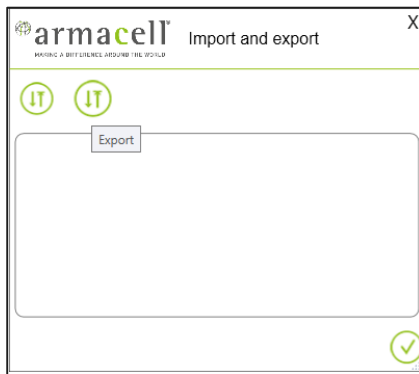 armacell®
MAKING A DIFFERENCE AROUND THE WORLD
Import and export
X
Export